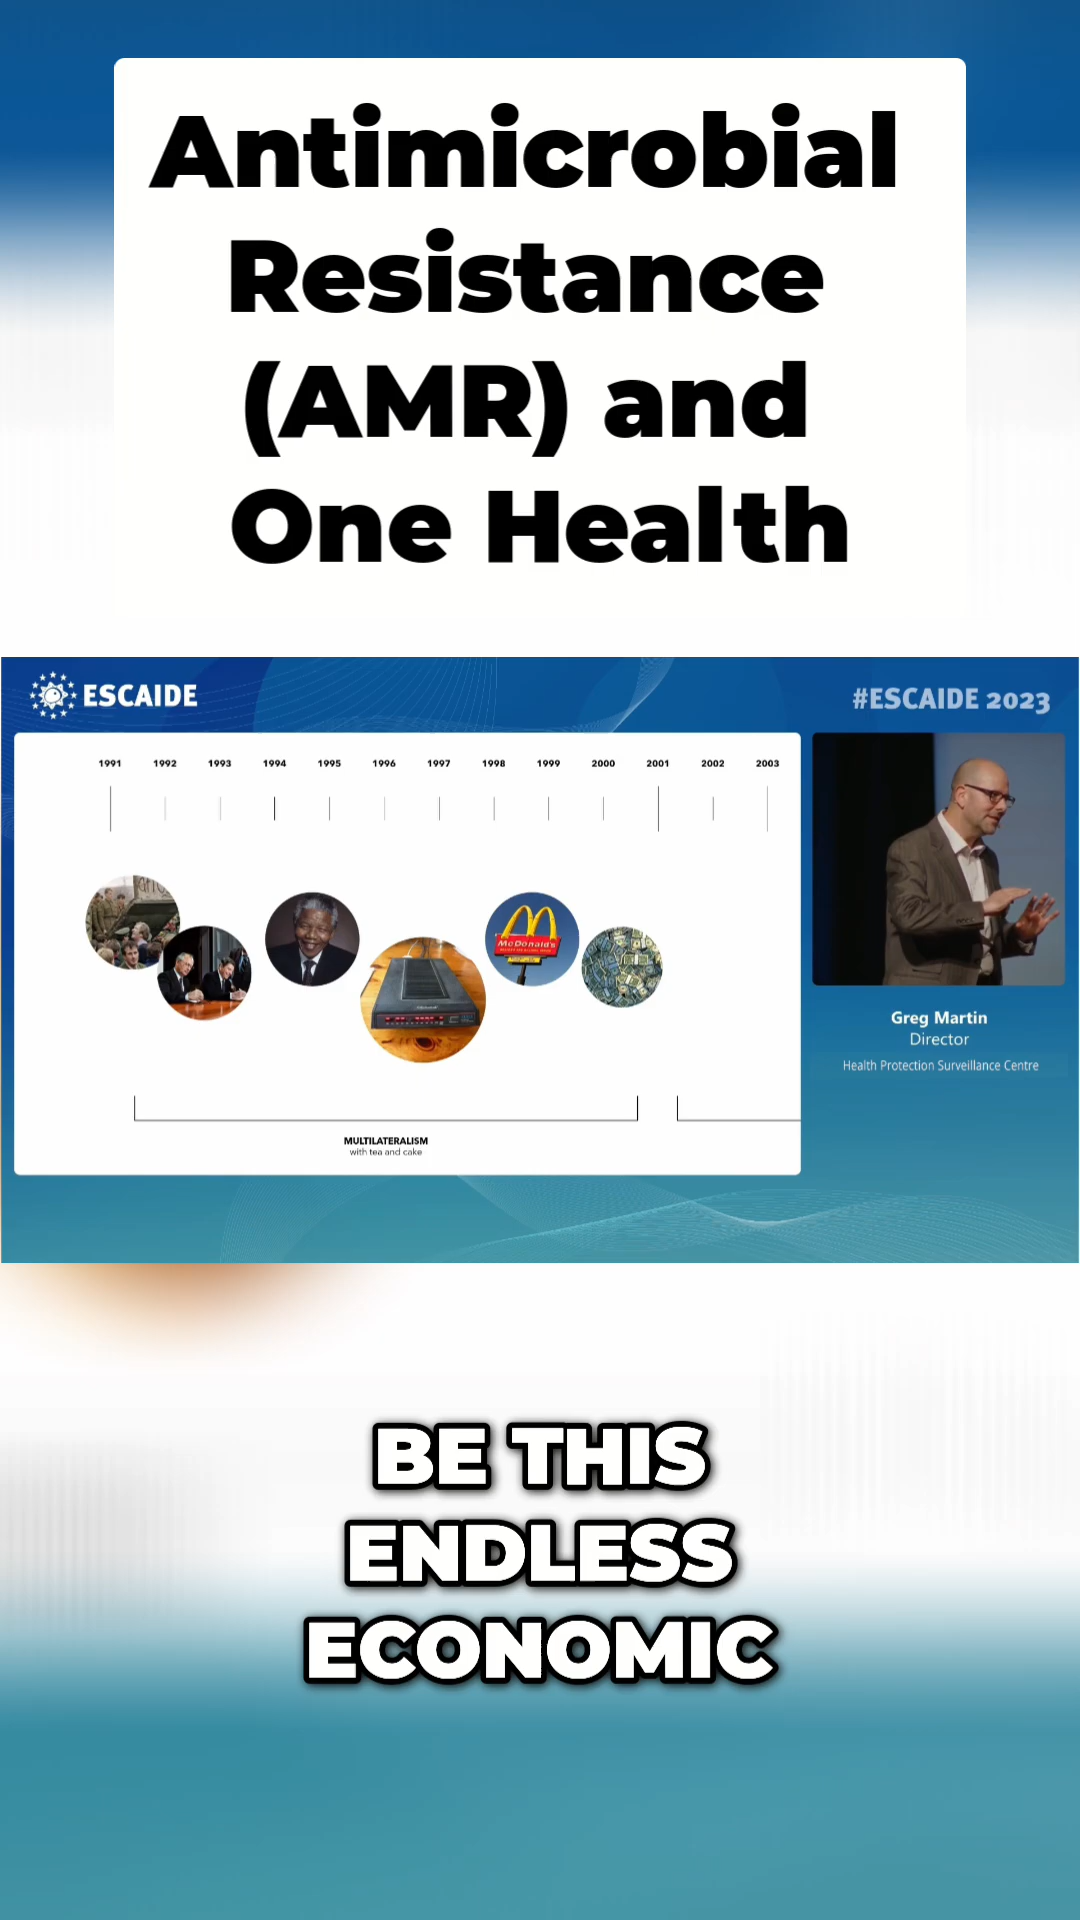 Antimicrobial
Resistance
(AMR) and
One Health
ESCAIDE
#ESCAIDE 2023
1991 1992 1993 1994 1995 1996 1997 1998 1999 2000 2001 2002 2003
McDonald's
MULTILATERALISM
with tea and cake
Greg Martin
Director
Health Protection Surveillance Centre
BE THIS
ENDLESS
ECONOMIC